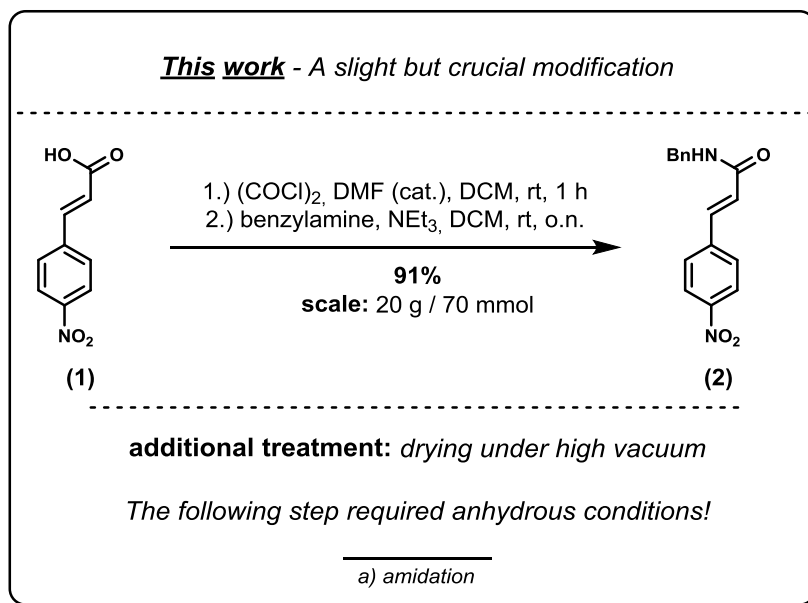 This work - A slight but crucial modification
HO O
1.) (COCl)2, DMF (cat.), DCM, rt, 1 h
2.) benzylamine, NEt3, DCM, rt, o.n.
BnHN O
91%
scale: 20 g / 70 mmol
NO2
NO2
(1)
(2)
additional treatment: drying under high vacuum
The following step required anhydrous conditions!
a) amidation